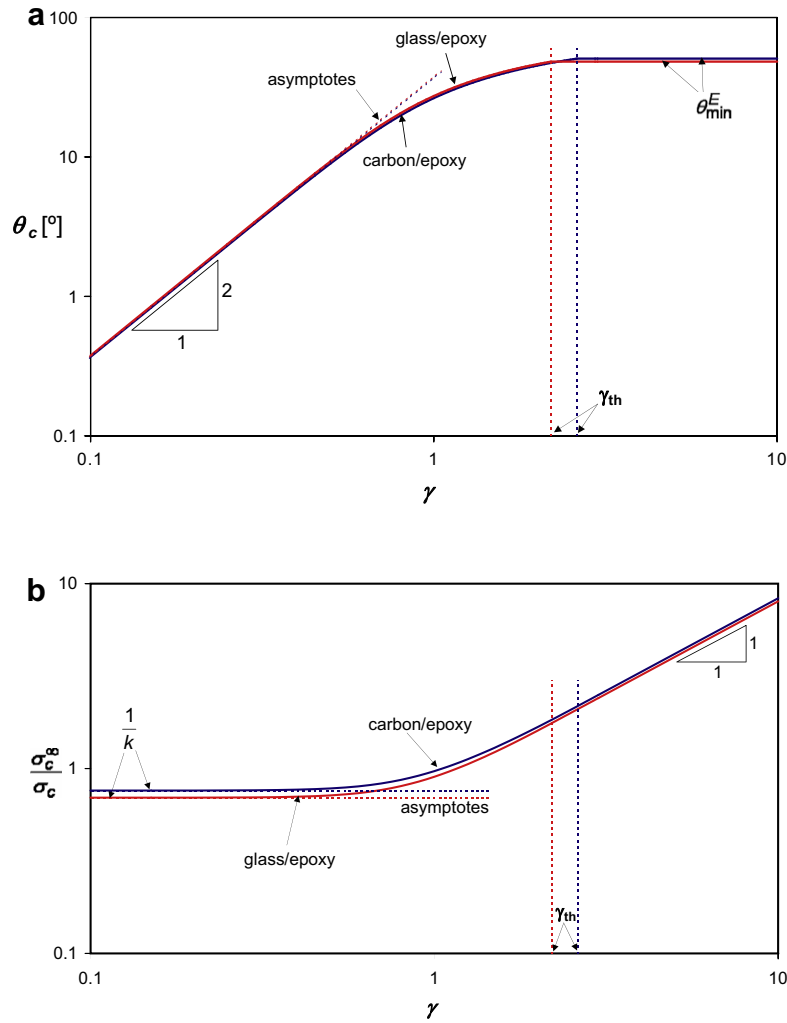 a
100
glass/epoxy
asymptotes
θ_min^E
10
carbon/epoxy
θc [º]
2
1
1
γth
0.1
0.1
1
10
γ
b
10
1
1
1/k
carbon/epoxy
σc^∞/σc
1
asymptotes
glass/epoxy
γth
0.1
0.1
1
10
γ